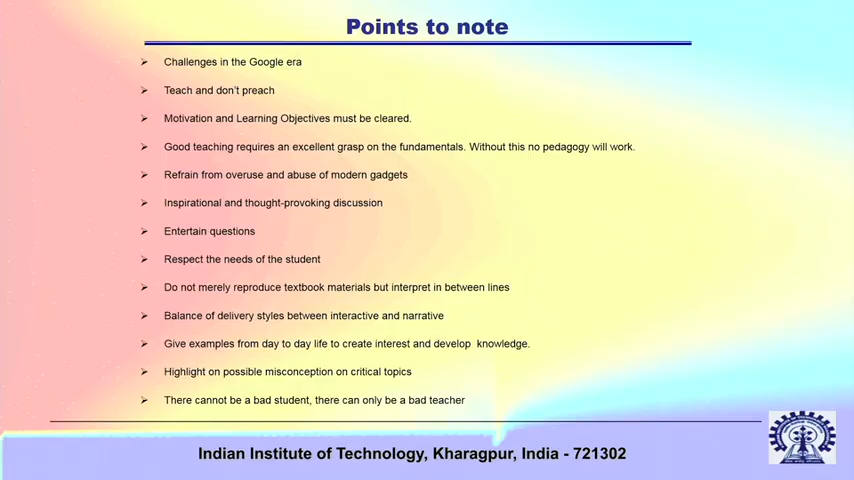 Points to note
Challenges in the Google era
Teach and don't preach
Motivation and Learning Objectives must be cleared.
Good teaching requires an excellent grasp on the fundamentals. Without this no pedagogy will work.
Refrain from overuse and abuse of modern gadgets
Inspirational and thought-provoking discussion
Entertain questions
Respect the needs of the student
Do not merely reproduce textbook materials but interpret in between lines
Balance of delivery styles between interactive and narrative
Give examples from day to day life to create interest and develop  knowledge.
Highlight on possible misconception on critical topics
There cannot be a bad student, there can only be a bad teacher
Indian Institute of Technology, Kharagpur, India - 721302